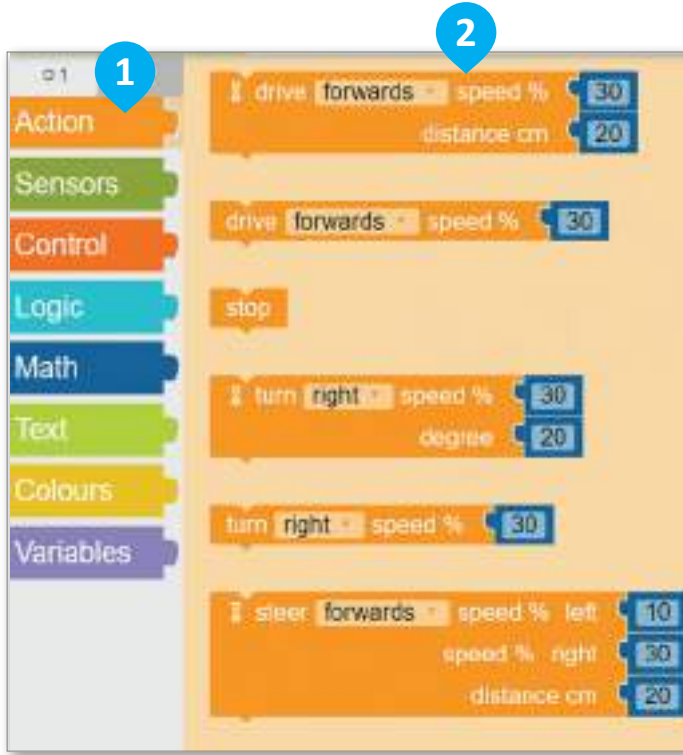 1
2
¤ 1
Action
Sensors
Control
Logic
Math
Text
Colours
Variables
drive forwards speed % 30
distance cm 20
drive forwards speed % 30
stop
turn right speed % 30
degree 20
turn right speed % 30
steer forwards speed % left 10
speed % right 30
distance cm 20